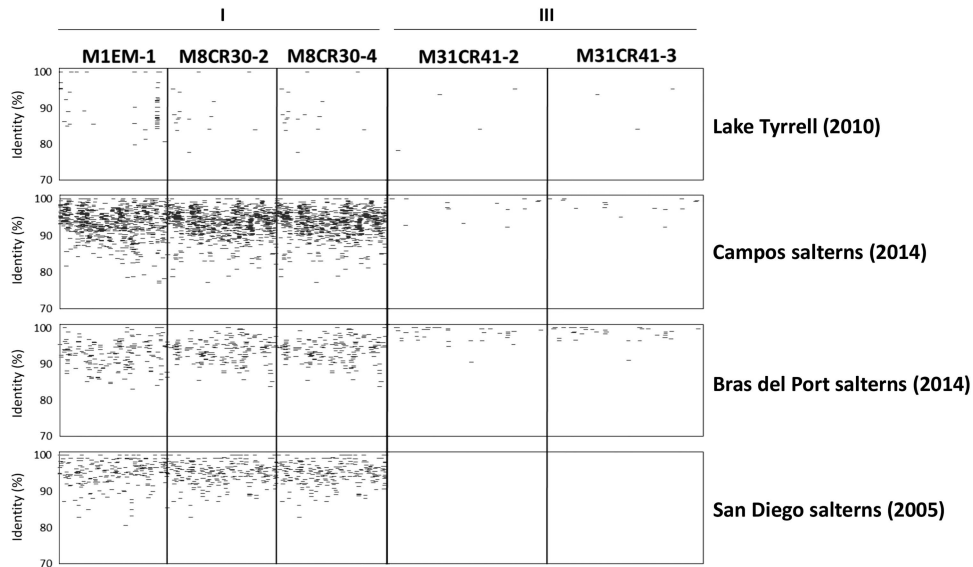 I III
M1EM-1 M8CR30-2 M8CR30-4 M31CR41-2 M31CR41-3
100
90
80
70
Identity (%)
Lake Tyrrell (2010)
100
90
80
70
Identity (%)
Campos salterns (2014)
100
90
80
70
Identity (%)
Bras del Port salterns (2014)
100
90
80
70
Identity (%)
San Diego salterns (2005)